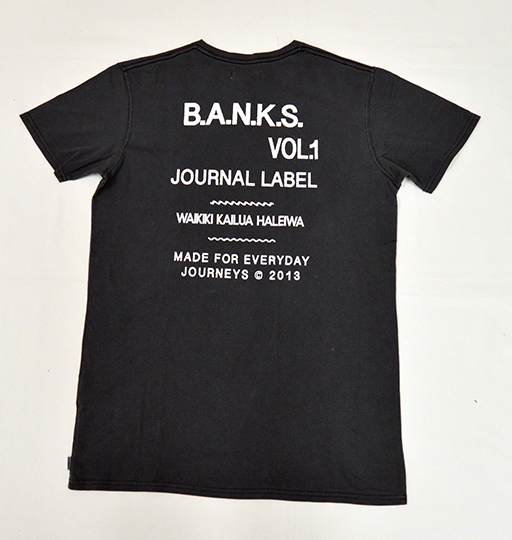 B.A.N.K.S.
VOL.1
JOURNAL LABEL
WAIKIKI KAILUA HALEIWA
MADE FOR EVERYDAY
JOURNEYS © 2013